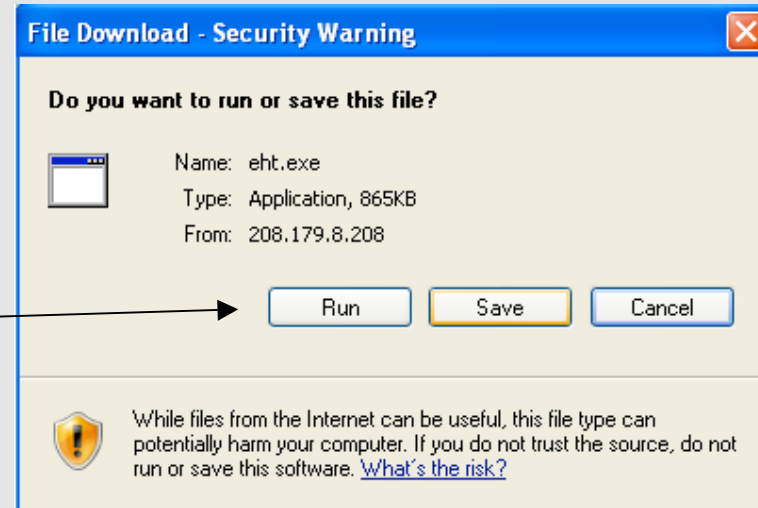 File Download - Security Warning
Do you want to run or save this file?
Name: eht.exe
Type: Application, 865KB
From: 208.179.8.208
Run Save Cancel
While files from the Internet can be useful, this file type can
potentially harm your computer. If you do not trust the source, do not
run or save this software. What's the risk?